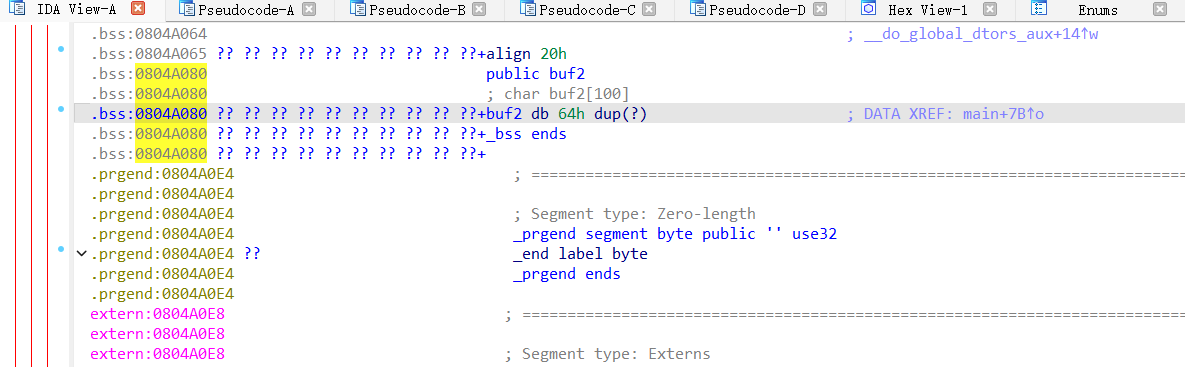 IDA View-A Pseudocode-A Pseudocode-B Pseudocode-C Pseudocode-D Hex View-1 Enums
.bss:0804A064 ; __do_global_dtors_aux+14↑w
.bss:0804A065 ?? ?? ?? ?? ?? ?? ?? ?? ?? ??+align 20h
.bss:0804A080 public buf2
.bss:0804A080 ; char buf2[100]
.bss:0804A080 ?? ?? ?? ?? ?? ?? ?? ?? ?? ??+buf2 db 64h dup(?) ; DATA XREF: main+7B↑o
.bss:0804A080 ?? ?? ?? ?? ?? ?? ?? ?? ?? ??+_bss ends
.bss:0804A080 ?? ?? ?? ?? ?? ?? ?? ?? ?? ??+
.prgend:0804A0E4 ; ===========================================================================
.prgend:0804A0E4
.prgend:0804A0E4 ; Segment type: Zero-length
.prgend:0804A0E4 _prgend segment byte public '' use32
.prgend:0804A0E4 ?? _end label byte
.prgend:0804A0E4 _prgend ends
.prgend:0804A0E4
extern:0804A0E8 ; ===========================================================================
extern:0804A0E8
extern:0804A0E8 ; Segment type: Externs